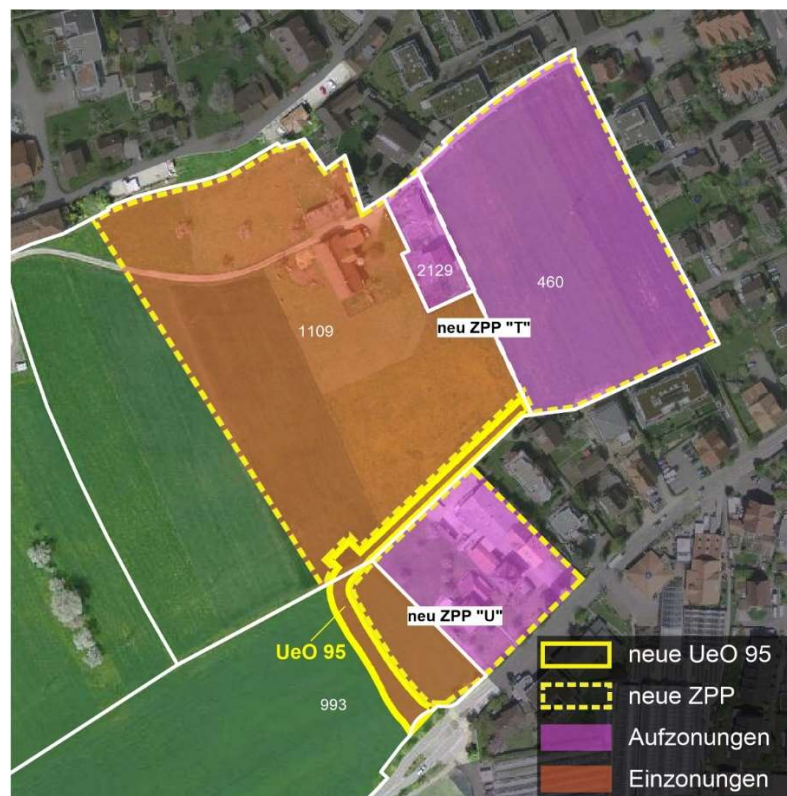 2129
460
neu ZPP "T"
1109
neu ZPP "U"
UeO 95
993
neue UeO 95
neue ZPP
Aufzonungen
Einzonungen